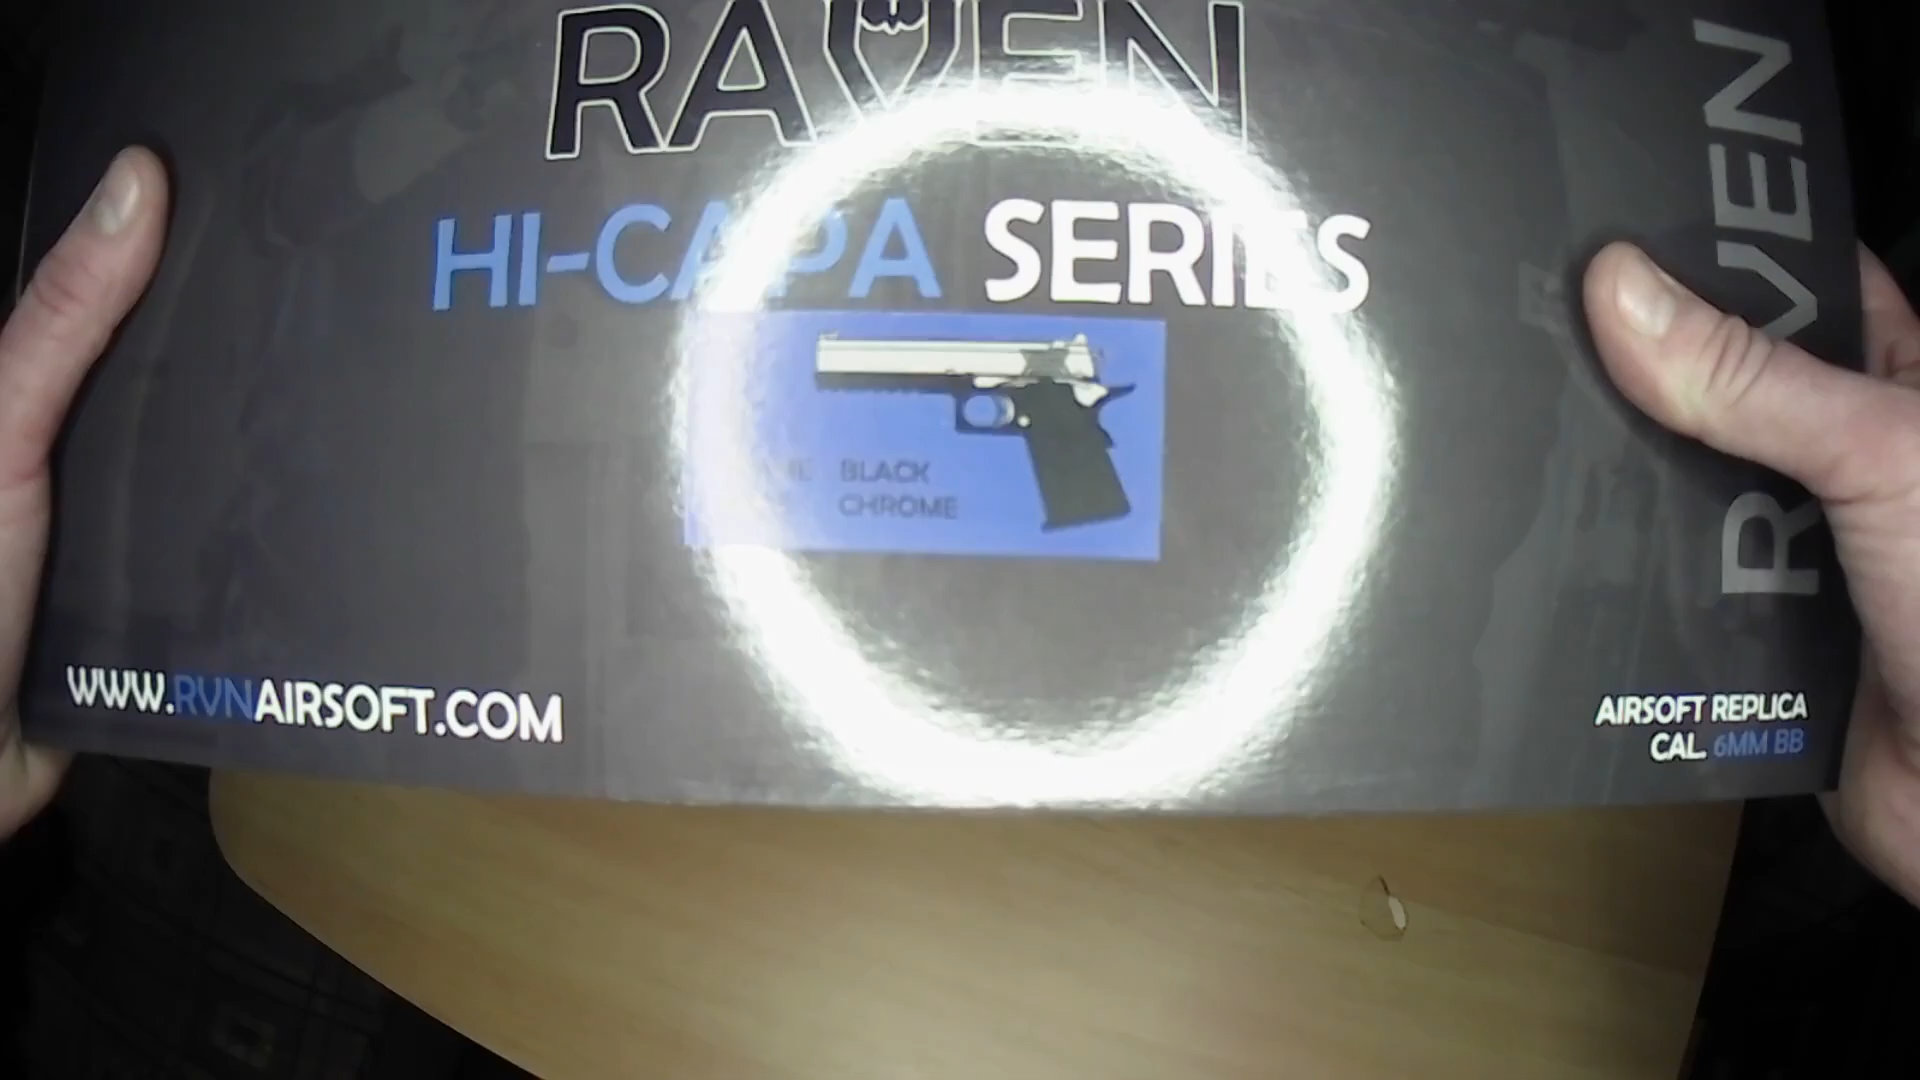 RAVEN
HI-CAPA SERIES
BLACK
CHROME
WWW.RVNAIRSOFT.COM
AIRSOFT REPLICA
CAL. 6MM BB
RAVEN